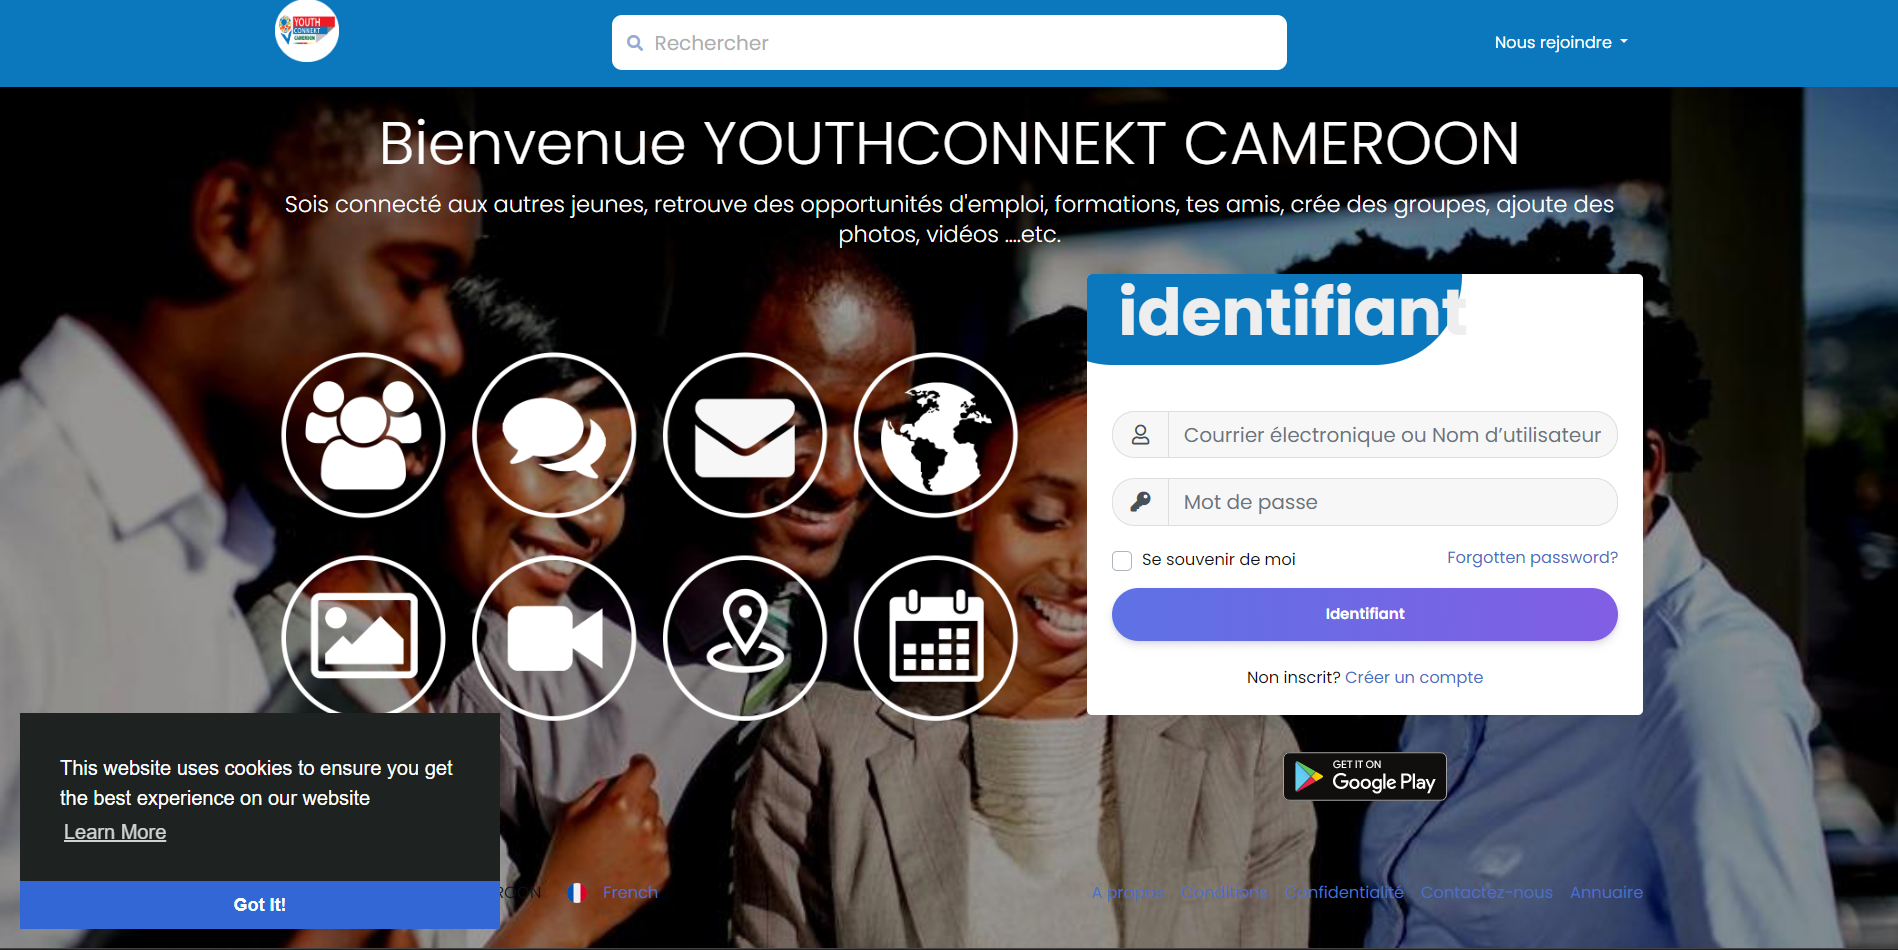 YOUTH
CONNEKT
CAMEROON
Rechercher
Nous rejoindre
Bienvenue YOUTHCONNEKT CAMEROON
Sois connecté aux autres jeunes, retrouve des opportunités d'emploi, formations, tes amis, crée des groupes, ajoute des
photos, vidéos ....etc.
identifiant
Courrier électronique ou Nom d’utilisateur
Mot de passe
Se souvenir de moi
Forgotten password?
Identifiant
Non inscrit? Créer un compte
GET IT ON
Google Play
This website uses cookies to ensure you get
the best experience on our website
Learn More
Got It!
French
A propos Conditions Confidentialité Contactez-nous Annuaire